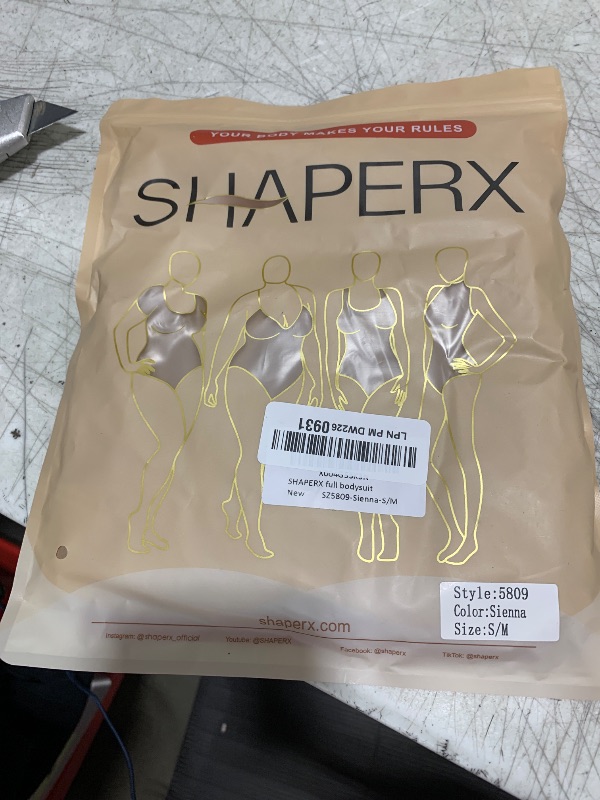 YOUR BODY MAKES YOUR RULES
SHAPERX
LPN PM DW226 0931
SHAPERX full bodysuit
New SZ5809-Sienna-S/M
Style:5809
Color:Sienna
Size:S/M
shaperx.com
Instagram: @shaperx_official Youtube: @SHAPERX Facebook: @shaperx TikTok: @shaperx